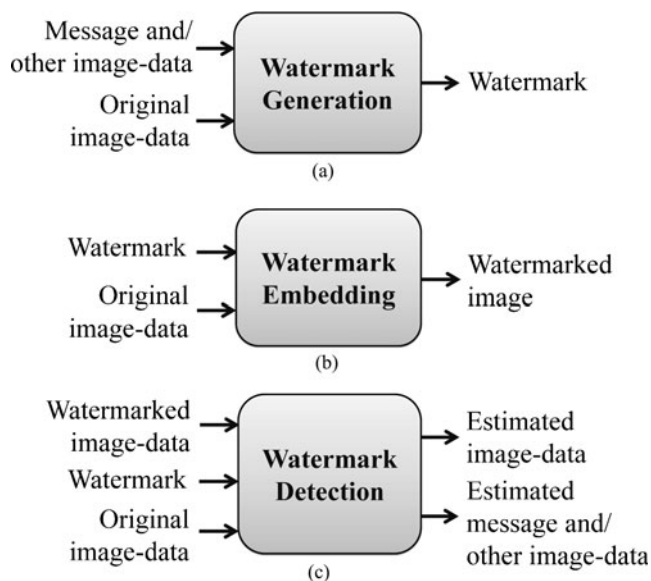 Message and/
other image-data
Original
image-data
Watermark
Generation
Watermark
(a)
Watermark
Original
image-data
Watermark
Embedding
Watermarked
image
(b)
Watermarked
image-data
Watermark
Original
image-data
Watermark
Detection
Estimated
image-data
Estimated
message and/
other image-data
(c)